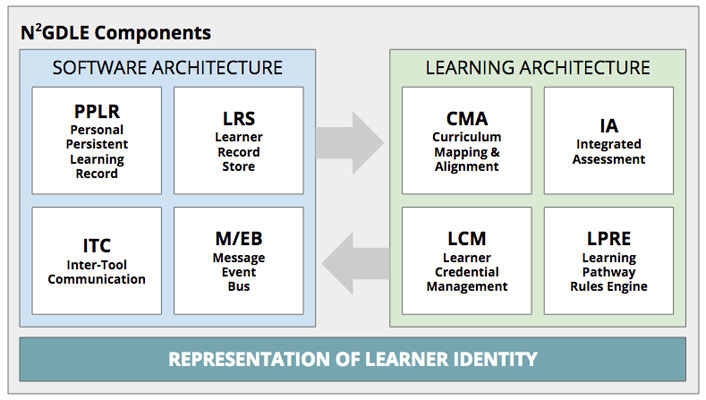 N²GDLE Components
SOFTWARE ARCHITECTURE
PPLR
Personal
Persistent
Learning
Record
LRS
Learner
Record
Store
ITC
Inter-Tool
Communication
M/EB
Message
Event
Bus
LEARNING ARCHITECTURE
CMA
Curriculum
Mapping &
Alignment
IA
Integrated
Assessment
LCM
Learner
Credential
Management
LPRE
Learning
Pathway
Rules Engine
REPRESENTATION OF LEARNER IDENTITY